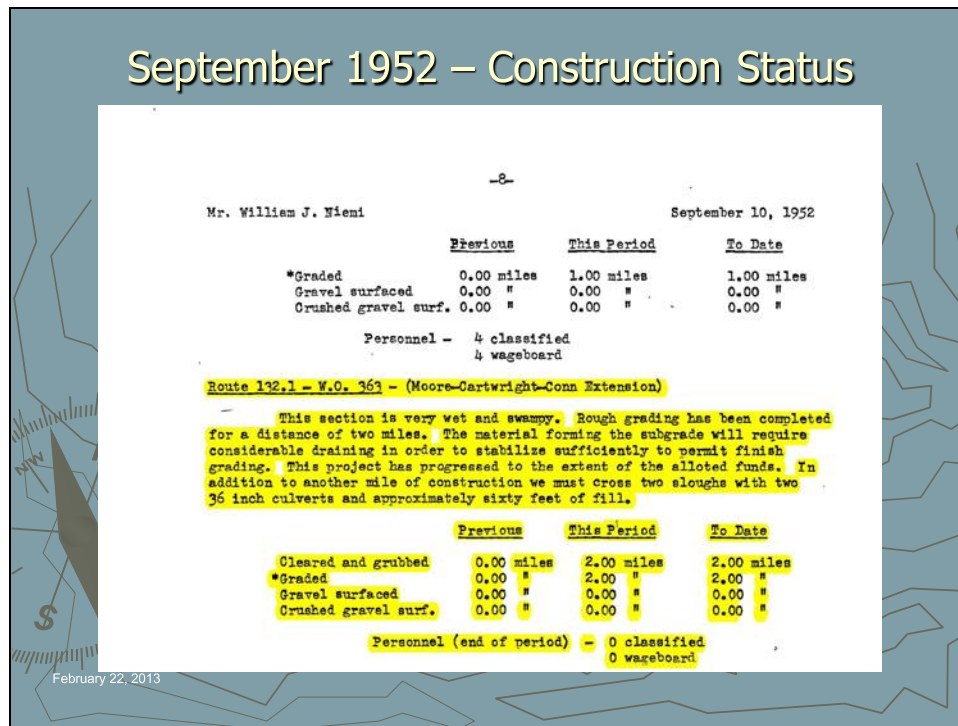 September 1952 – Construction Status
-8-
Mr. William J. Niemi September 10, 1952
Previous This Period To Date
*Graded 0.00 miles 1.00 miles 1.00 miles
Gravel surfaced 0.00 " 0.00 " 0.00 "
Crushed gravel surf. 0.00 " 0.00 " 0.00 "
Personnel - 4 classified
4 wageboard
Route 132.1 - W.O. 363 - (Moore-Cartwright-Conn Extension)
This section is very wet and swampy. Rough grading has been completed
for a distance of two miles. The material forming the subgrade will require
considerable draining in order to stabilize sufficiently to permit finish
grading. This project has progressed to the extent of the alloted funds. In
addition to another mile of construction we must cross two sloughs with two
36 inch culverts and approximately sixty feet of fill.
Previous This Period To Date
Cleared and grubbed 0.00 miles 2.00 miles 2.00 miles
*Graded 0.00 " 2.00 " 2.00 "
Gravel surfaced 0.00 " 0.00 " 0.00 "
Crushed gravel surf. 0.00 " 0.00 " 0.00 "
Personnel (end of period) - 0 classified
0 wageboard
NW
S
February 22, 2013